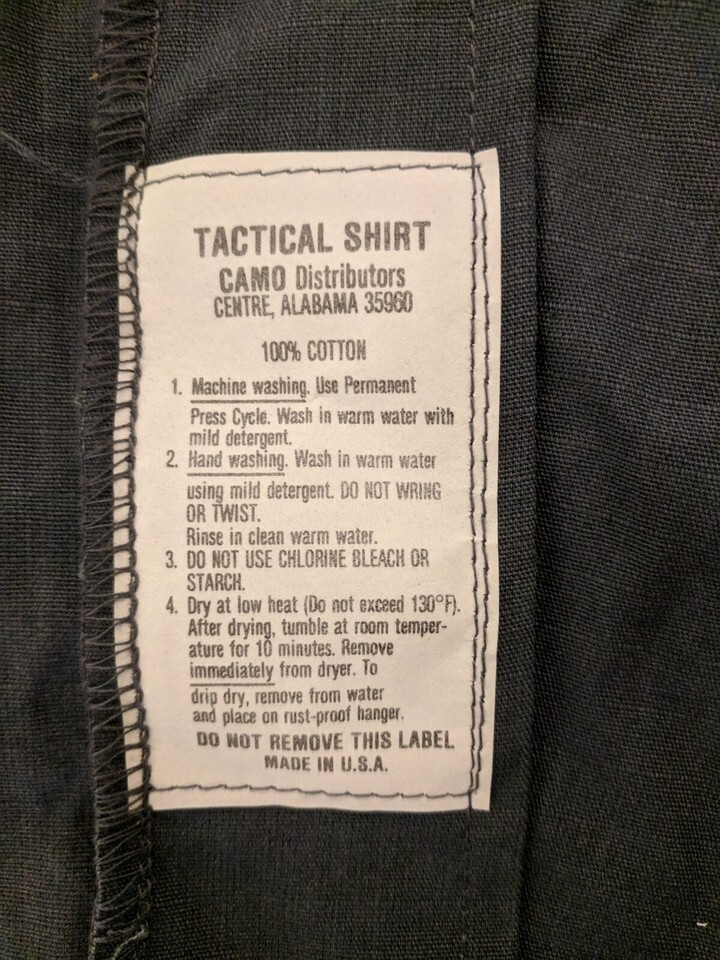 TACTICAL SHIRT
CAMO Distributors
CENTRE, ALABAMA 35960
100% COTTON
1. Machine washing. Use Permanent
Press Cycle. Wash in warm water with
mild detergent.
2. Hand washing. Wash in warm water
using mild detergent. DO NOT WRING
OR TWIST.
Rinse in clean warm water.
3. DO NOT USE CHLORINE BLEACH OR
STARCH.
4. Dry at low heat (Do not exceed 130°F).
After drying, tumble at room temper-
ature for 10 minutes. Remove
immediately from dryer. To
drip dry, remove from water
and place on rust-proof hanger.
DO NOT REMOVE THIS LABEL
MADE IN U.S.A.